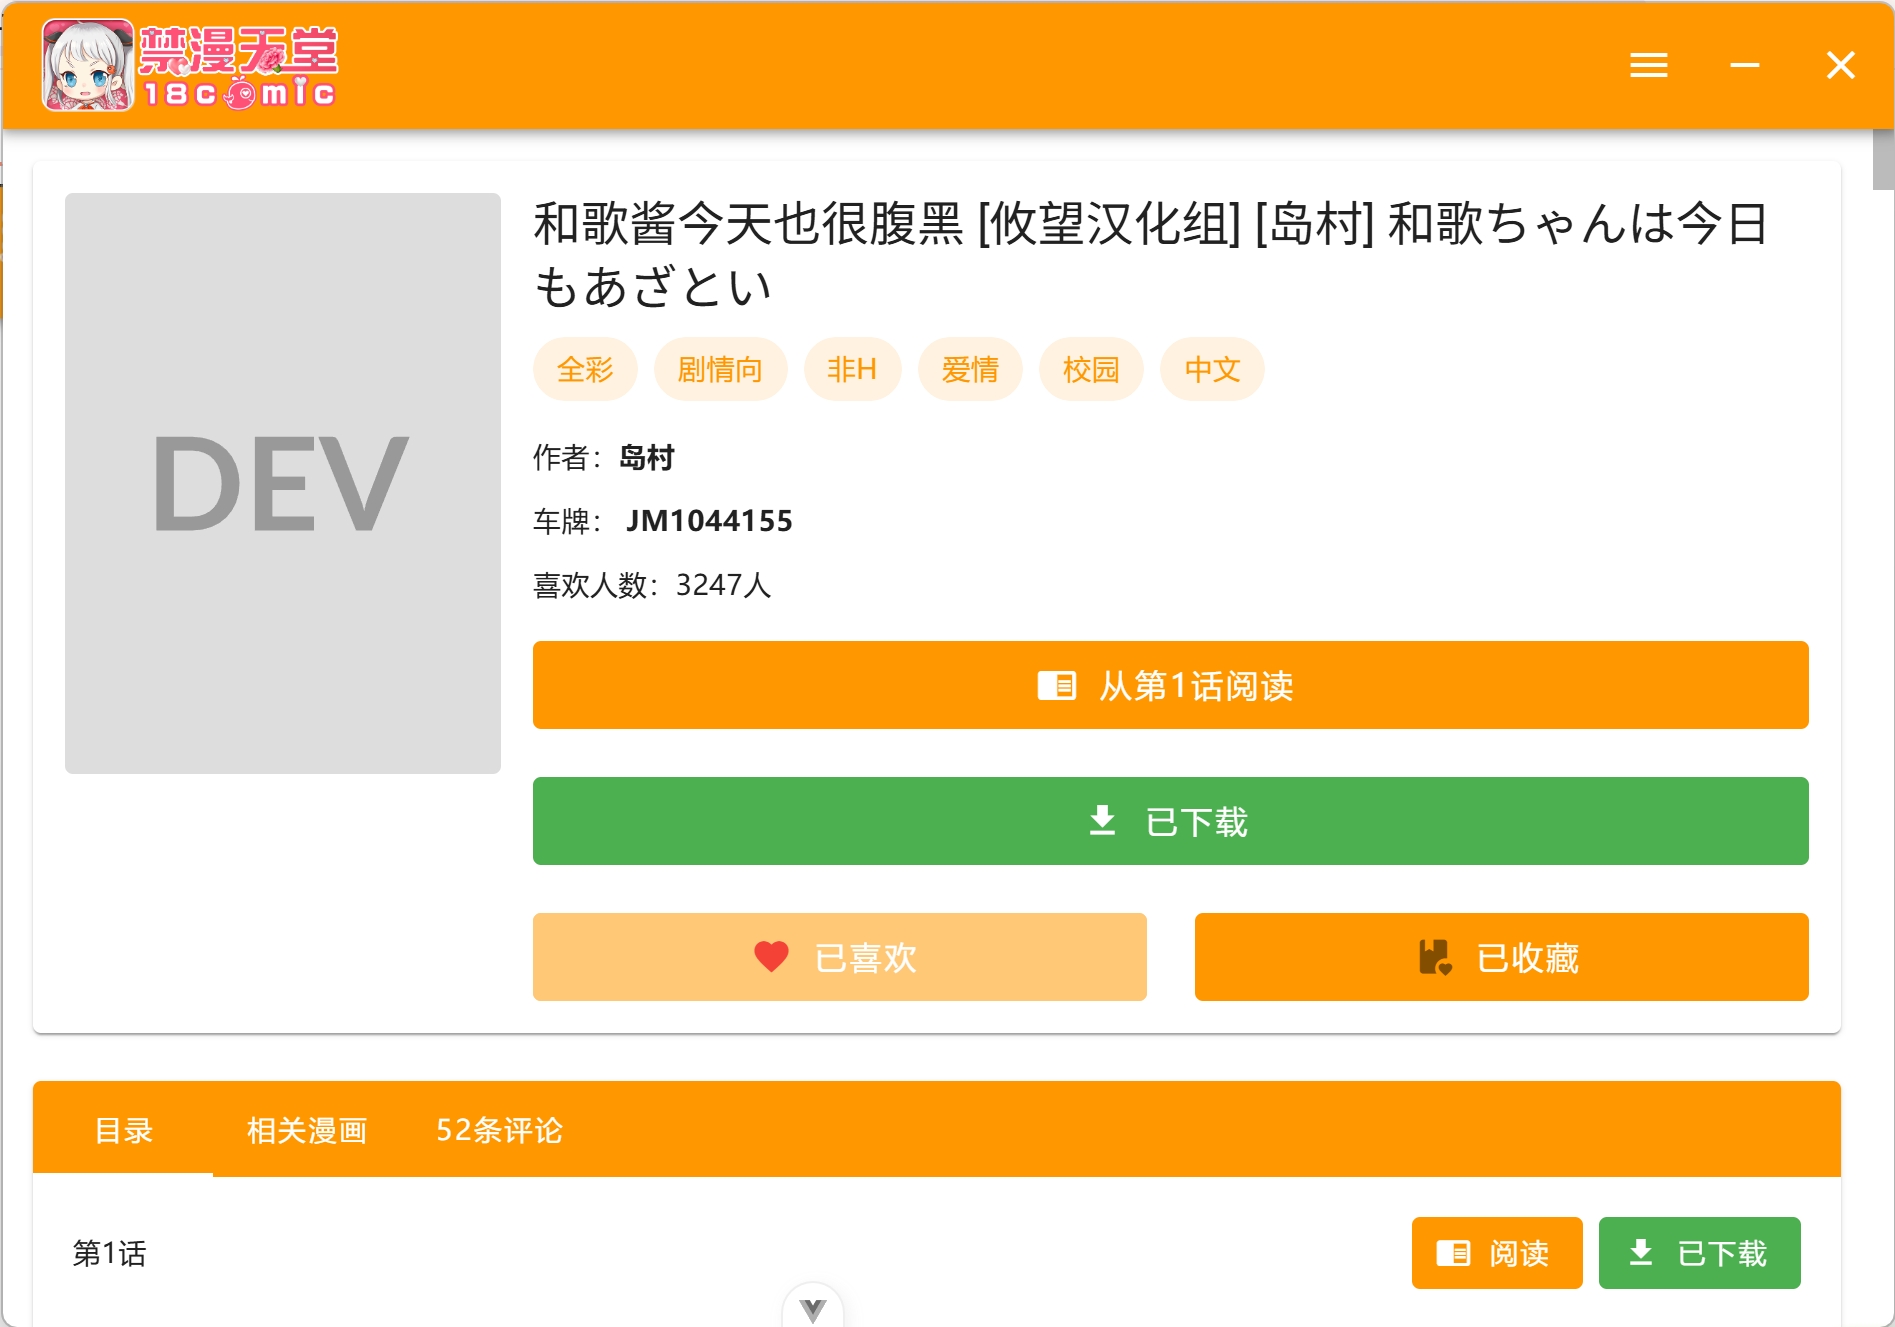 禁漫天堂
18comic
和歌酱今天也很腹黑 [攸望汉化组] [岛村] 和歌ちゃんは今日
もあざとい
全彩 剧情向 非H 爱情 校园 中文
DEV
作者：岛村
车牌： JM1044155
喜欢人数：3247人
从第1话阅读
已下载
已喜欢 已收藏
目录 相关漫画 52条评论
第1话 阅读 已下载